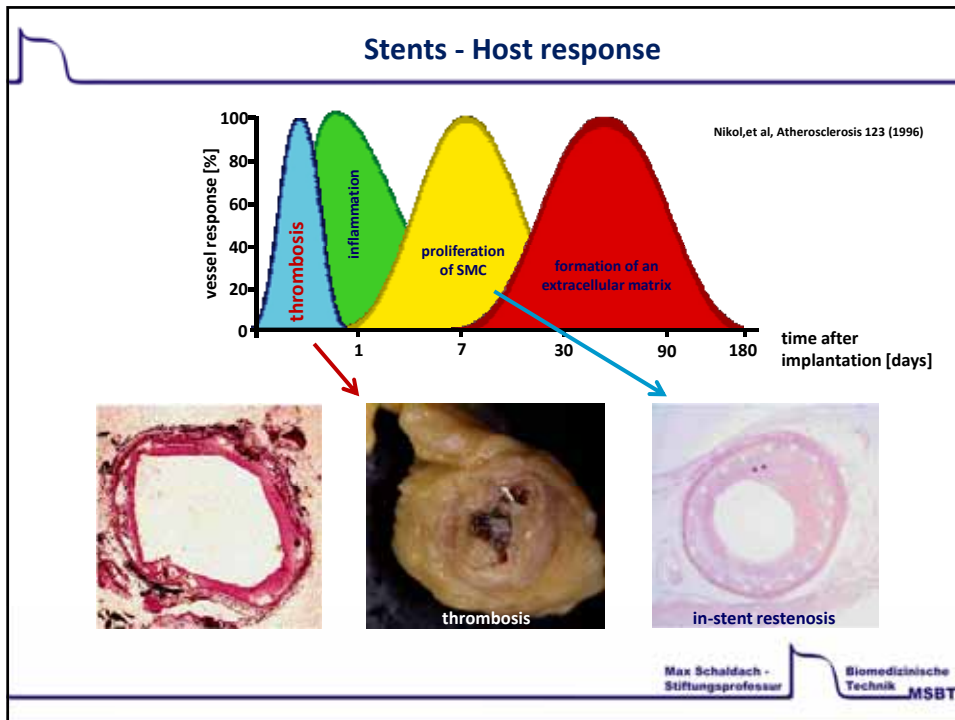 Stents - Host response
Nikol,et al, Atherosclerosis 123 (1996)
vessel response [%]
100
80
60
40
20
0
thrombosis
inflammation
proliferation
of SMC
formation of an
extracellular matrix
1 7 30 90 180
time after
implantation [days]
thrombosis
in-stent restenosis
Max Schaldach -
Stiftungsprofessur
Biomedizinische
Technik MSBT